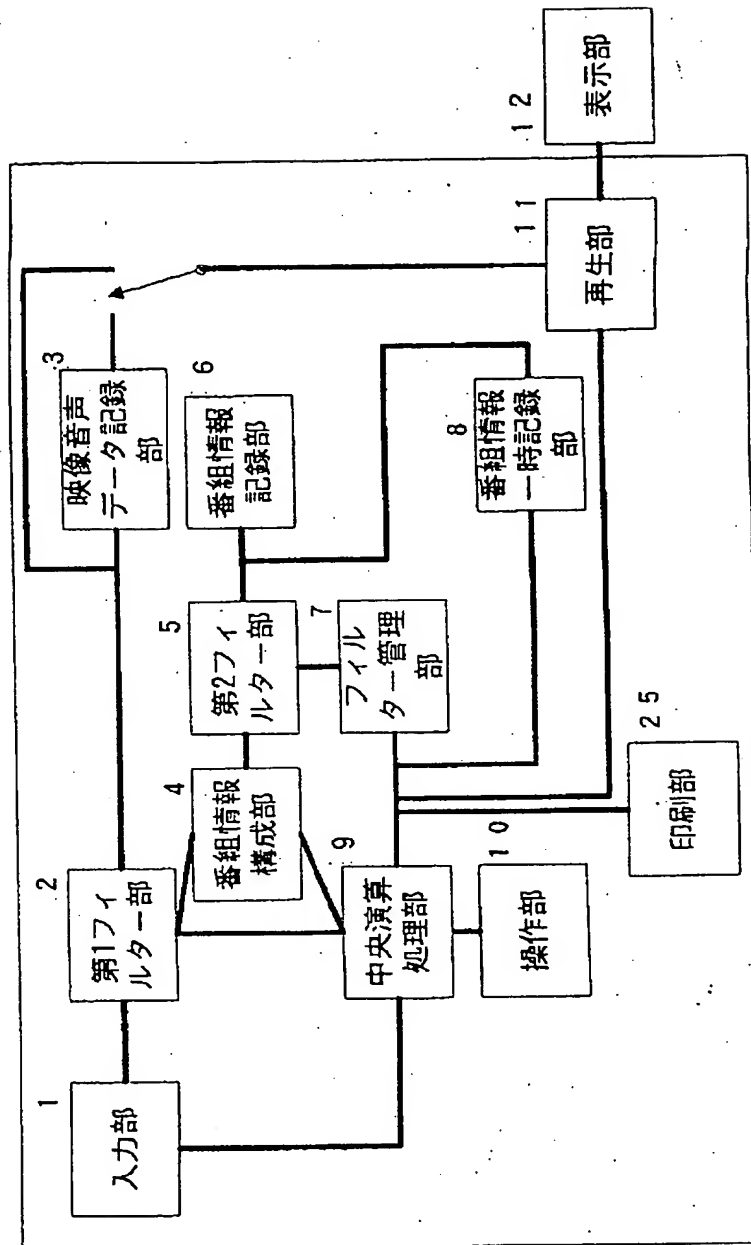 1
入力部
2
第1フィ
ルター部
3
映像音声
データ記録
部
4
番組情報
構成部
5
第2フィ
ルター部
6
番組情報
記録部
7
フィル
ター管理
部
8
番組情報
一時記録
部
9
中央演算
処理部
10
操作部
11
再生部
12
表示部
25
印刷部